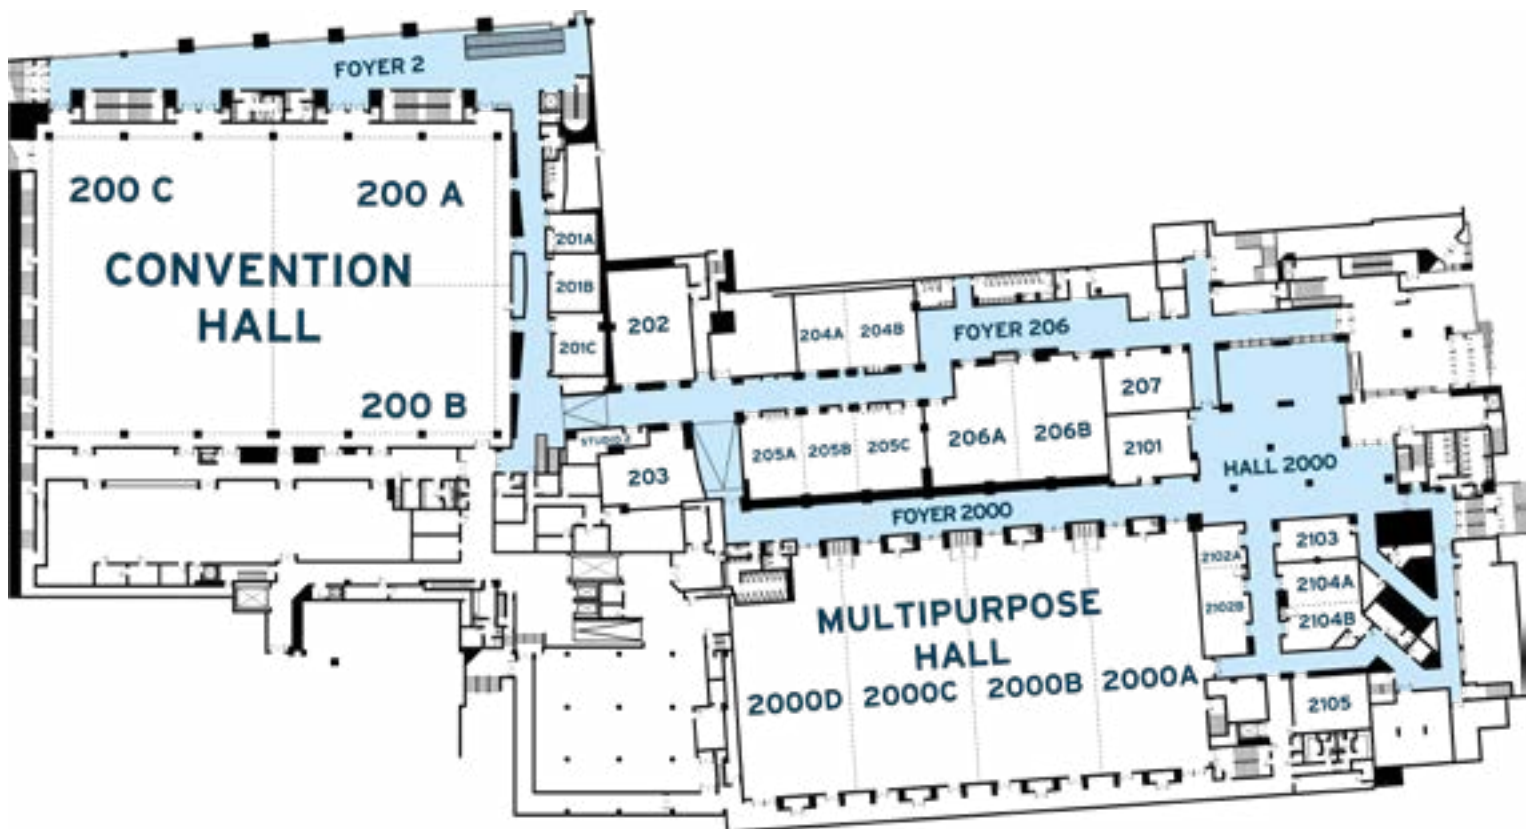 FOYER 2
200 C
200 A
CONVENTION
HALL
200 B
201A
201B
201C
202
204A
204B
FOYER 206
STUDIO 2
203
205A
205B
205C
206A
206B
207
2101
HALL 2000
FOYER 2000
2102A
2102B
2103
2104A
2104B
2105
MULTIPURPOSE
HALL
2000D
2000C
2000B
2000A